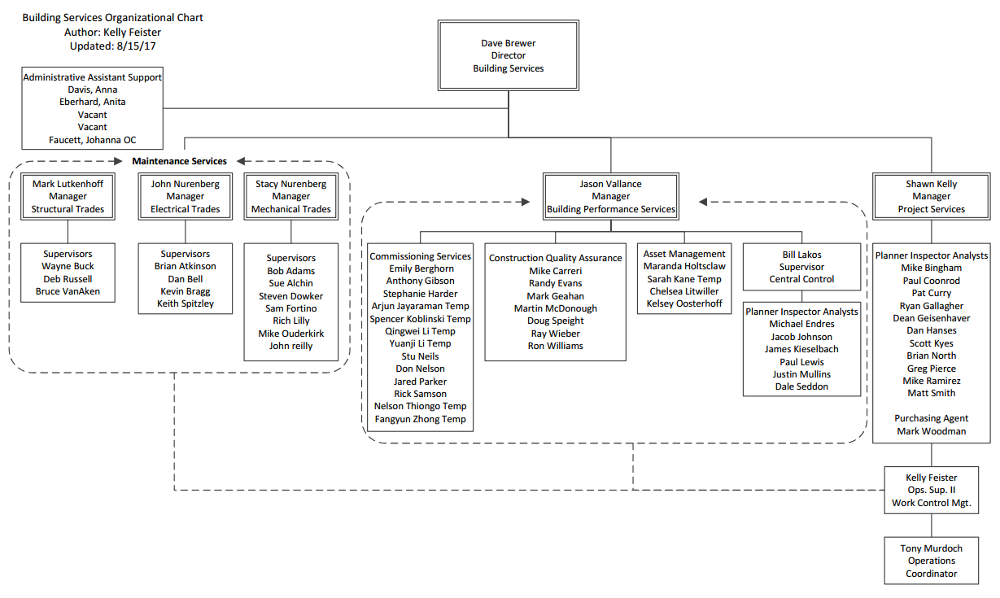 Building Services Organizational Chart
Author: Kelly Feister
Updated: 8/15/17
Dave Brewer
Director
Building Services
Administrative Assistant Support
Davis, Anna
Eberhard, Anita
Vacant
Vacant
Faucett, Johanna OC
Maintenance Services
Mark Lutkenhoff
Manager
Structural Trades
John Nurenberg
Manager
Electrical Trades
Stacy Nurenberg
Manager
Mechanical Trades
Jason Vallance
Manager
Building Performance Services
Shawn Kelly
Manager
Project Services
Supervisors
Wayne Buck
Deb Russell
Bruce VanAken
Supervisors
Brian Atkinson
Dan Bell
Kevin Bragg
Keith Spitzley
Supervisors
Bob Adams
Sue Alchin
Steven Dowker
Sam Fortino
Rich Lilly
Mike Ouderkirk
John reilly
Commissioning Services
Emily Berghorn
Anthony Gibson
Stephanie Harder
Arjun Jayaraman Temp
Spencer Koblinski Temp
Qingwei Li Temp
Yuanji Li Temp
Stu Neils
Don Nelson
Jared Parker
Rick Samson
Nelson Thiongo Temp
Fangyun Zhong Temp
Construction Quality Assurance
Mike Carreri
Randy Evans
Mark Geahan
Martin McDonough
Doug Speight
Ray Wieber
Ron Williams
Asset Management
Maranda Holtsclaw
Sarah Kane Temp
Chelsea Litwiller
Kelsey Oosterhoff
Bill Lakos
Supervisor
Central Control
Planner Inspector Analysts
Michael Endres
Jacob Johnson
James Kieselbach
Paul Lewis
Justin Mullins
Dale Seddon
Planner Inspector Analysts
Mike Bingham
Paul Coonrod
Pat Curry
Ryan Gallagher
Dean Geisenhaver
Dan Hanses
Scott Kyes
Brian North
Greg Pierce
Mike Ramirez
Matt Smith
Purchasing Agent
Mark Woodman
Kelly Feister
Ops. Sup. II
Work Control Mgt.
Tony Murdoch
Operations
Coordinator